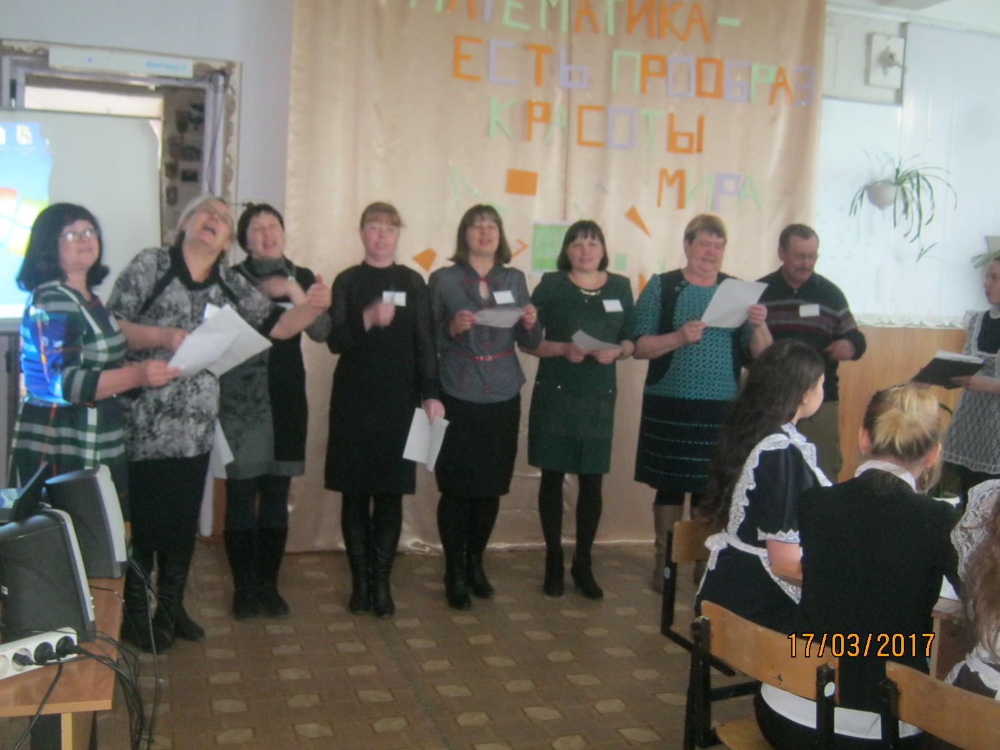 МАТЕМАТИКА -
ЕСТЬ ПРООБРАЗ
КРАСОТЫ
МИРА
17/03/2017